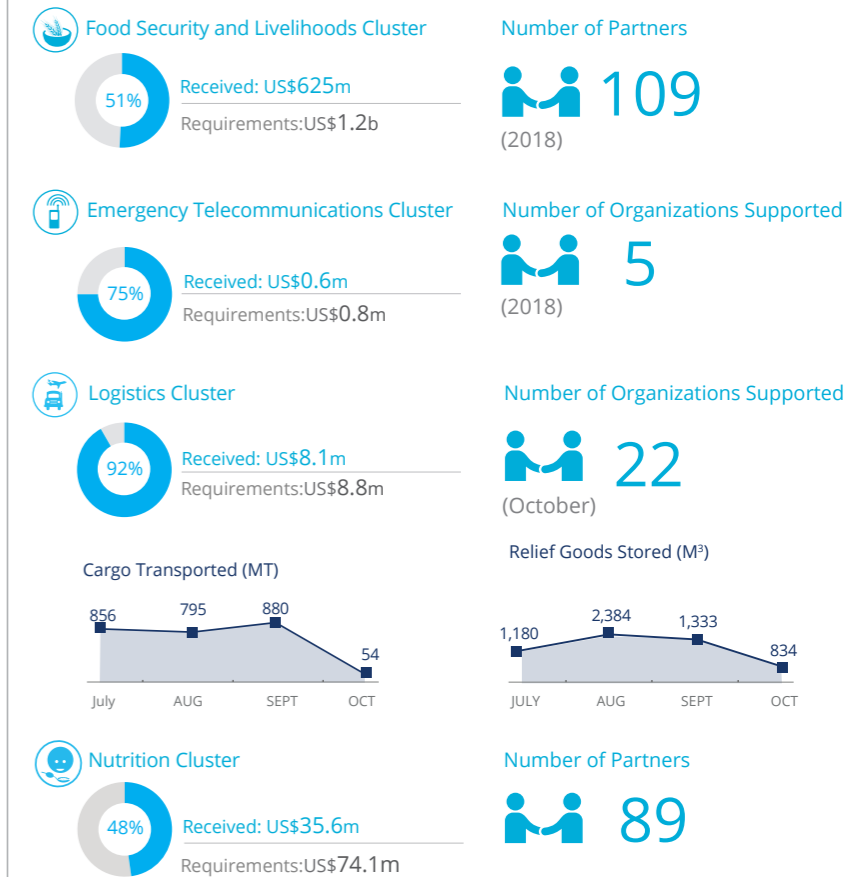 Food Security and Livelihoods Cluster
Number of Partners
51%
Received: US$625m
Requirements:US$1.2b
109
(2018)
Emergency Telecommunications Cluster
Number of Organizations Supported
75%
Received: US$0.6m
Requirements:US$0.8m
5
(2018)
Logistics Cluster
Number of Organizations Supported
92%
Received: US$8.1m
Requirements:US$8.8m
22
(October)
Cargo Transported (MT)
856
795
880
54
July
AUG
SEPT
OCT
Relief Goods Stored (M³)
1,180
2,384
1,333
834
JULY
AUG
SEPT
OCT
Nutrition Cluster
Number of Partners
48%
Received: US$35.6m
Requirements:US$74.1m
89